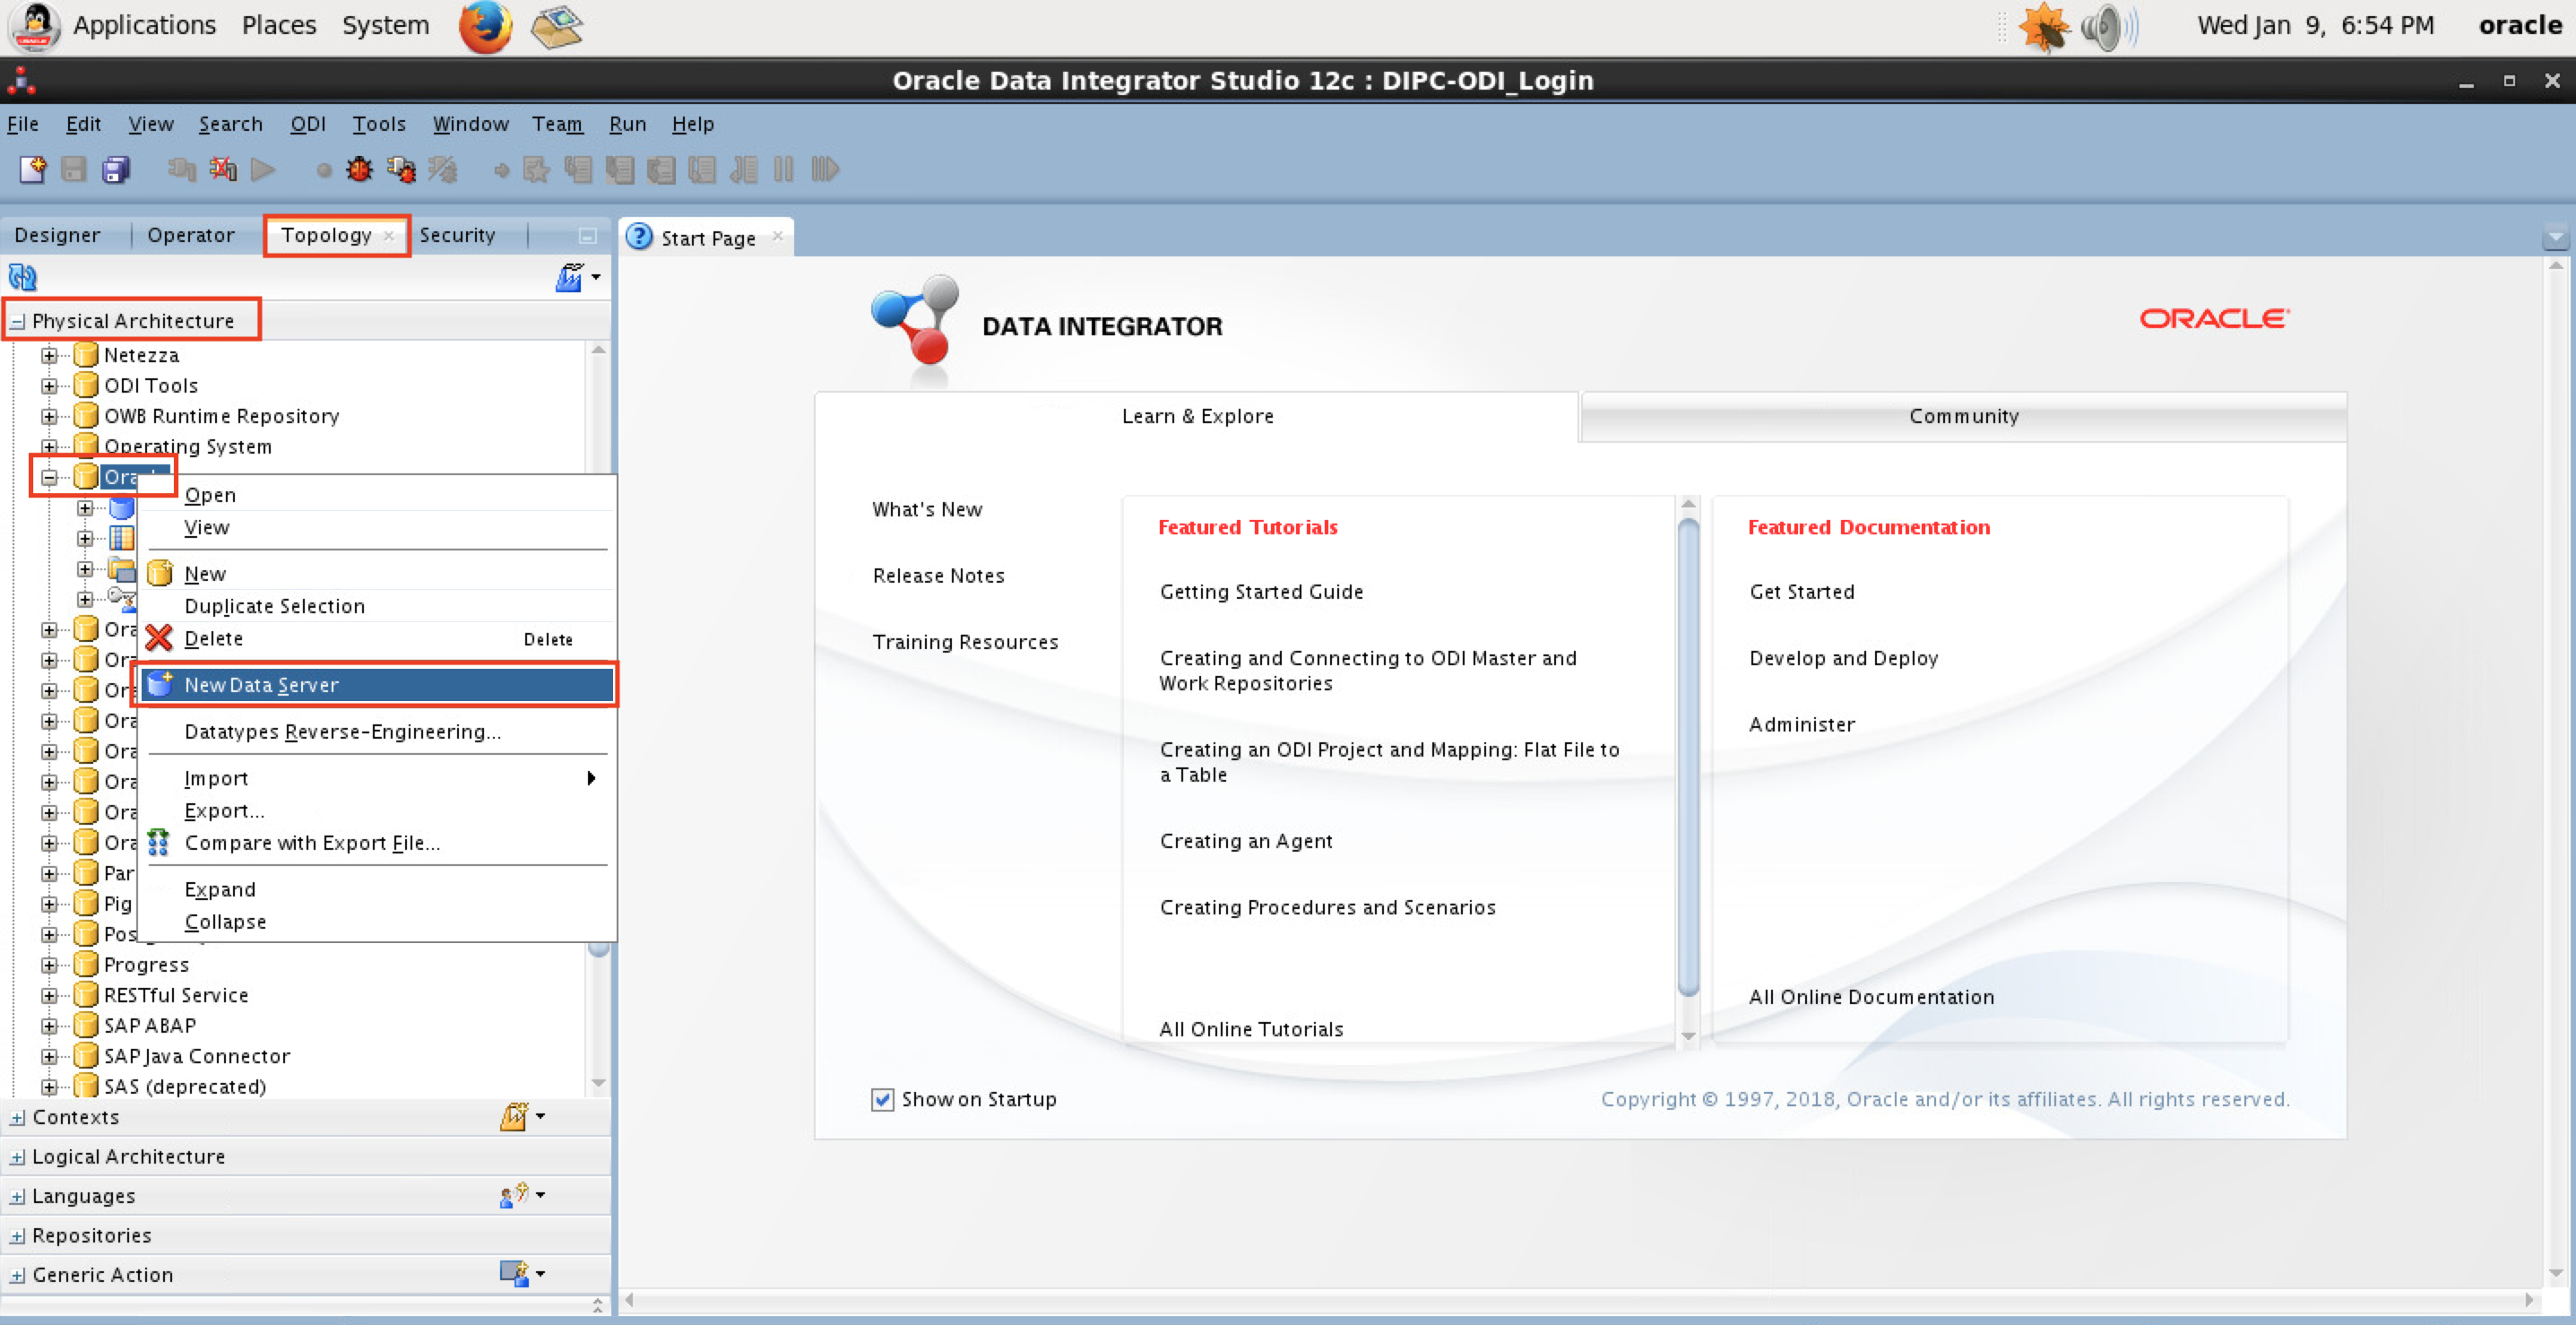 Applications Places System
Wed Jan 9, 6:54 PM oracle
Oracle Data Integrator Studio 12c : DIPC-ODI_Login
File Edit View Search ODI Tools Window Team Run Help
Designer Operator Topology Security
Start Page
Physical Architecture
Netezza
ODI Tools
OWB Runtime Repository
Operating System
Ora
Open
View
New
Duplicate Selection
Ora
Delete Delete
Ora
Ora
New Data Server
Ora
Datatypes Reverse-Engineering...
Ora
Ora
Import
Ora
Export...
Ora
Compare with Export File...
Par
Pig
Expand
Pos
Collapse
Progress
RESTful Service
SAP ABAP
SAP Java Connector
SAS (deprecated)
Contexts
Logical Architecture
Languages
Repositories
Generic Action
DATA INTEGRATOR
ORACLE
Learn & Explore
Community
What's New
Release Notes
Training Resources
Featured Tutorials
Getting Started Guide
Creating and Connecting to ODI Master and
Work Repositories
Creating an ODI Project and Mapping: Flat File to
a Table
Creating an Agent
Creating Procedures and Scenarios
All Online Tutorials
Featured Documentation
Get Started
Develop and Deploy
Administer
All Online Documentation
Show on Startup
Copyright © 1997, 2018, Oracle and/or its affiliates. All rights reserved.